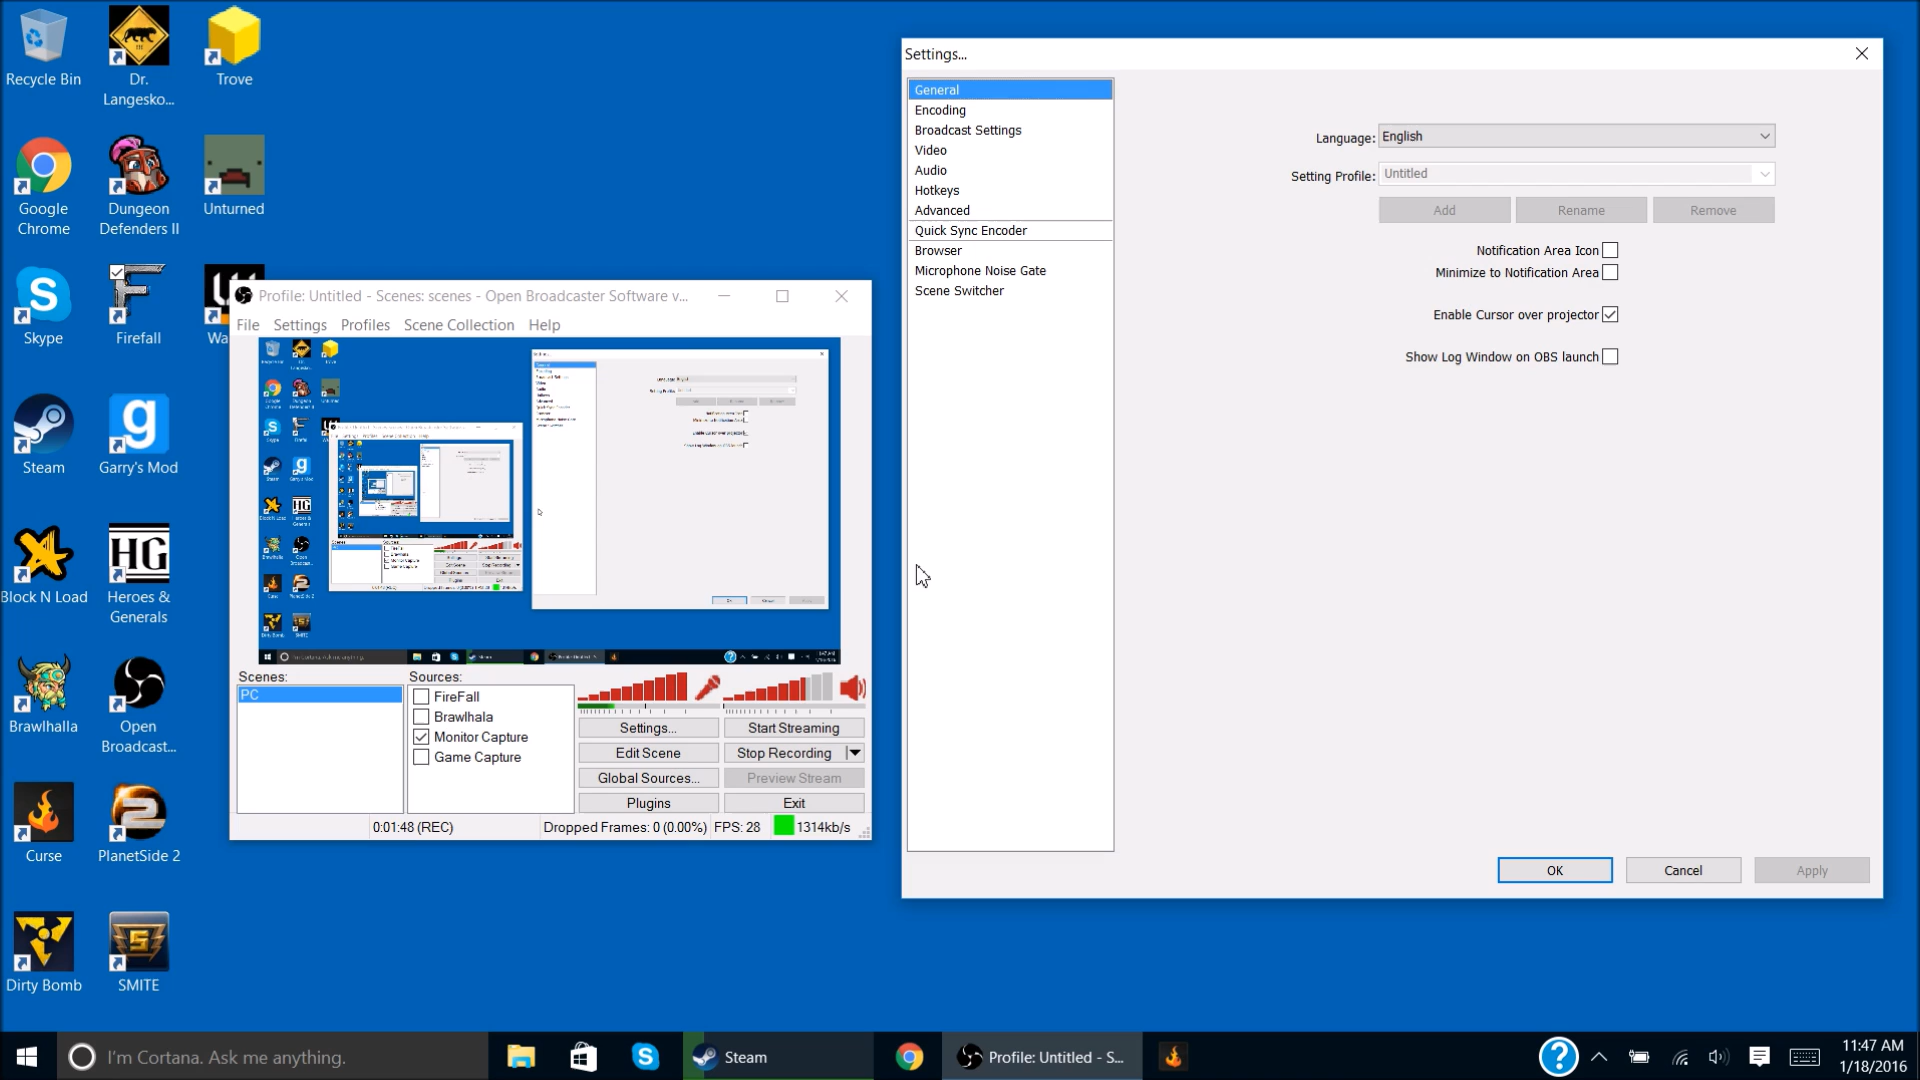 Recycle Bin
Dr.
Langesko...
Trove
Google
Chrome
Dungeon
Defenders II
Unturned
Skype
Firefall
Wa
Steam
Garry's Mod
Block N Load
Heroes &
Generals
Brawlhalla
Open
Broadcast...
Curse
PlanetSide 2
Dirty Bomb
SMITE
Profile: Untitled - Scenes: scenes - Open Broadcaster Software v...
File Settings Profiles Scene Collection Help
Scenes:
PC
Sources:
FireFall
Brawlhala
Monitor Capture
Game Capture
Settings...
Start Streaming
Edit Scene
Stop Recording
Global Sources...
Preview Stream
Plugins
Exit
0:01:48 (REC)
Dropped Frames: 0 (0.00%) FPS: 28
1314kb/s
Settings...
General
Encoding
Broadcast Settings
Video
Audio
Hotkeys
Advanced
Quick Sync Encoder
Browser
Microphone Noise Gate
Scene Switcher
Language: English
Setting Profile: Untitled
Add Rename Remove
Notification Area Icon
Minimize to Notification Area
Enable Cursor over projector
Show Log Window on OBS launch
OK Cancel Apply
I'm Cortana. Ask me anything.
Steam
Profile: Untitled - S...
11:47 AM
1/18/2016